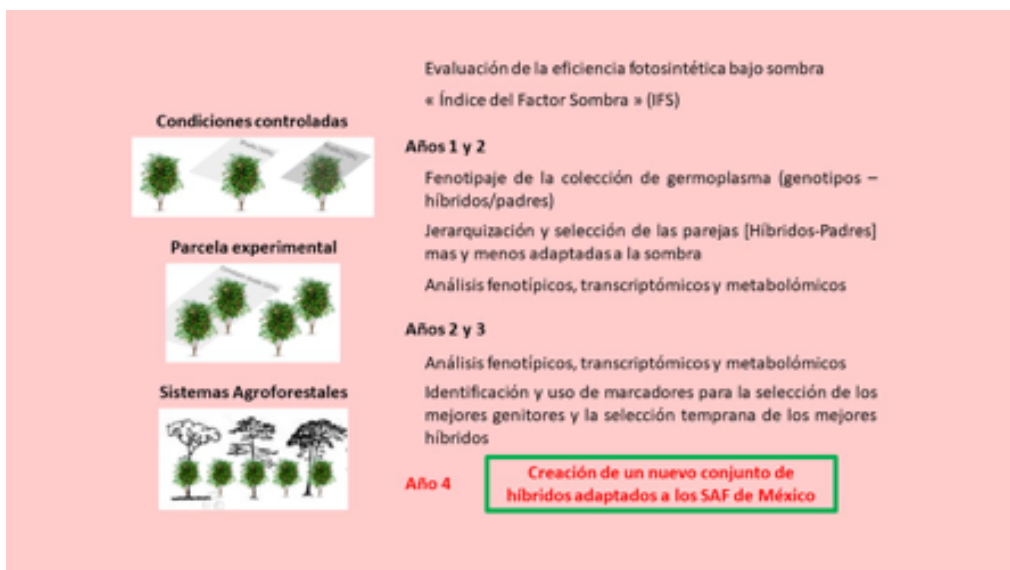 Evaluación de la eficiencia fotosintética bajo sombra
« Índice del Factor Sombra » (IFS)
Condiciones controladas
Años 1 y 2
Fenotipaje de la colección de germoplasma (genotipos –
híbridos/padres)
Jerarquización y selección de las parejas [Híbridos-Padres]
mas y menos adaptadas a la sombra
Análisis fenotípicos, transcriptómicos y metabolómicos
Parcela experimental
Años 2 y 3
Análisis fenotípicos, transcriptómicos y metabolómicos
Identificación y uso de marcadores para la selección de los
mejores genitores y la selección temprana de los mejores
híbridos
Sistemas Agroforestales
Año 4
Creación de un nuevo conjunto de
híbridos adaptados a los SAF de México